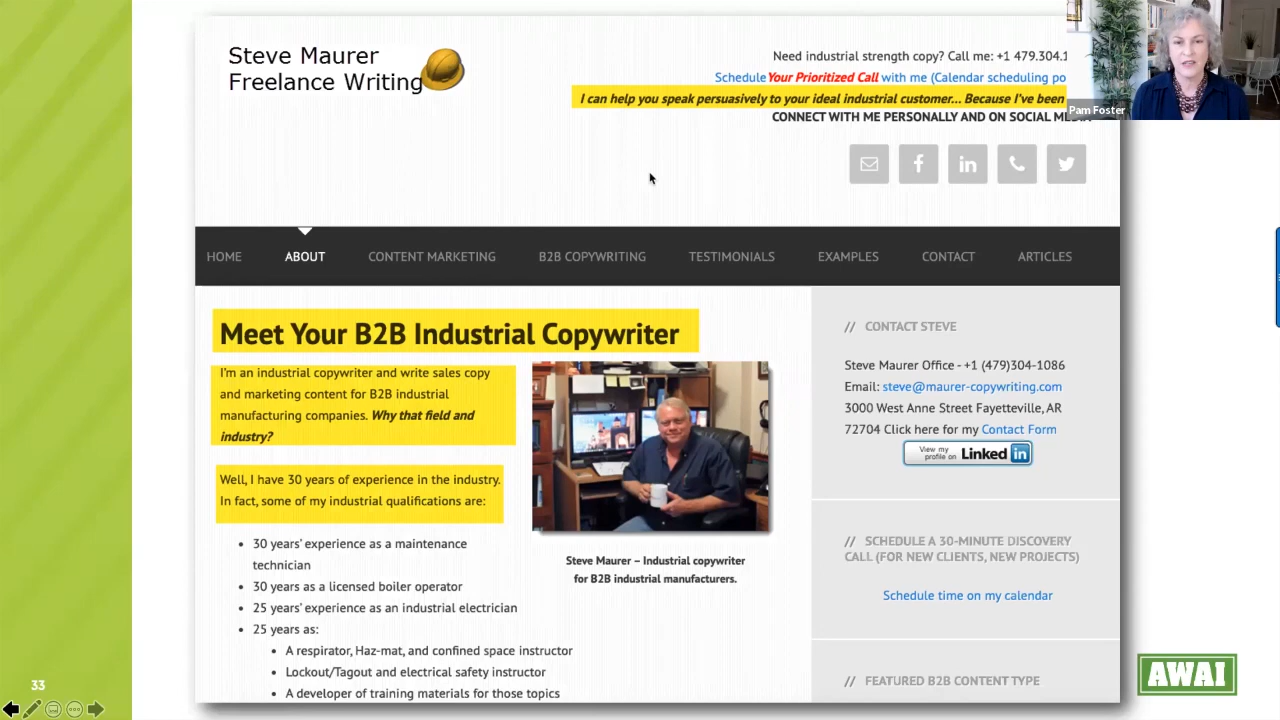 Steve Maurer
Freelance Writing
Need industrial strength copy? Call me: +1 479.304.1
Schedule Your Prioritized Call with me (Calendar scheduling po
I can help you speak persuasively to your ideal industrial customer... Because I've been
CONNECT WITH ME PERSONALLY AND ON SOCIAL MEDIA
Pam Foster
HOME ABOUT CONTENT MARKETING B2B COPYWRITING TESTIMONIALS EXAMPLES CONTACT ARTICLES
Meet Your B2B Industrial Copywriter
I'm an industrial copywriter and write sales copy
and marketing content for B2B industrial
manufacturing companies. Why that field and
industry?
Well, I have 30 years of experience in the industry.
In fact, some of my industrial qualifications are:
• 30 years' experience as a maintenance
technician
• 30 years as a licensed boiler operator
• 25 years' experience as an industrial electrician
• 25 years as:
• A respirator, Haz-mat, and confined space instructor
• Lockout/Tagout and electrical safety instructor
• A developer of training materials for those topics
Steve Maurer – Industrial copywriter
for B2B industrial manufacturers.
// CONTACT STEVE
Steve Maurer Office - +1 (479)304-1086
Email: steve@maurer-copywriting.com
3000 West Anne Street Fayetteville, AR
72704 Click here for my Contact Form
View my
profile on
Linked in
// SCHEDULE A 30-MINUTE DISCOVERY
CALL (FOR NEW CLIENTS, NEW PROJECTS)
Schedule time on my calendar
// FEATURED B2B CONTENT TYPE
33
AWAI